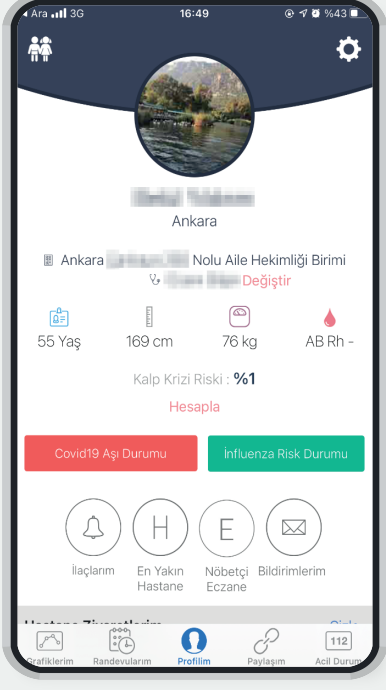 Ara 3G 16:49 %43
Ankara
Ankara Nolu Aile Hekimliği Birimi
Değiştir
55 Yaş 169 cm 76 kg AB Rh -
Kalp Krizi Riski : %1
Hesapla
Covid19 Aşı Durumu İnfluenza Risk Durumu
H E
İlaçlarım En Yakın Hastane Nöbetçi Eczane Bildirimlerim
112
Grafiklerim Randevularım Profilim Paylaşım Acil Durum